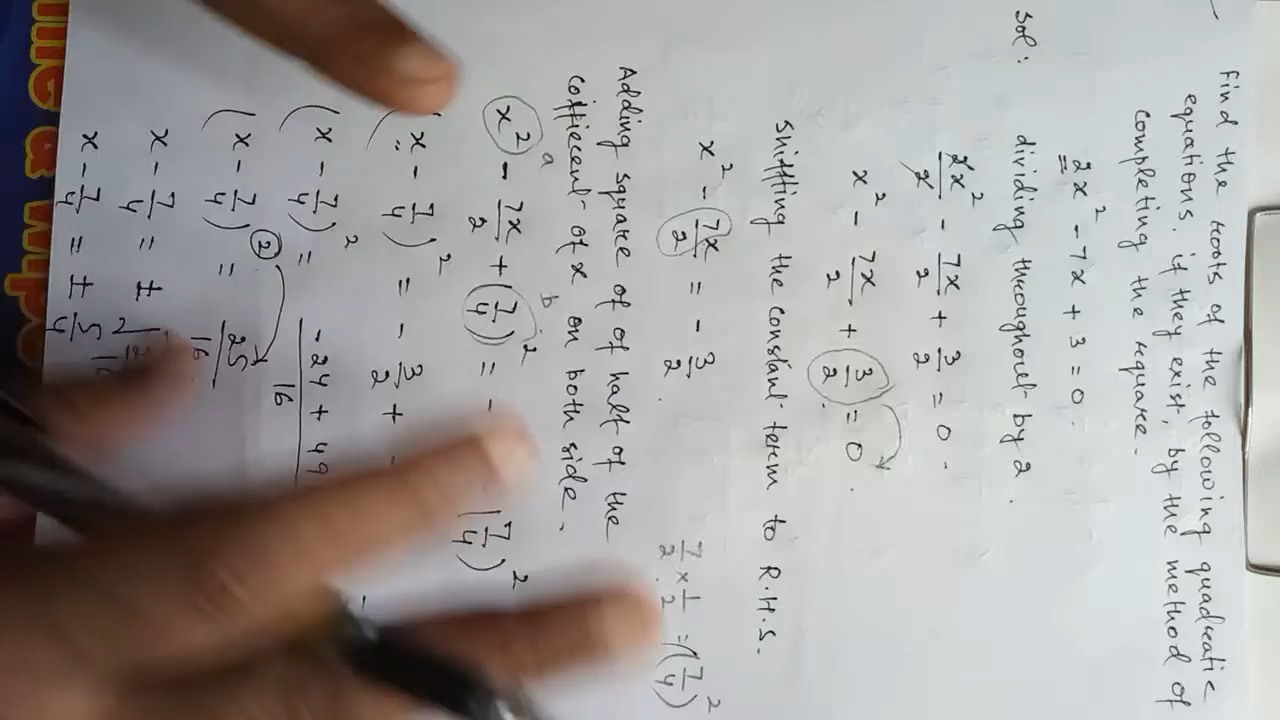 Find the roots of the following quadratic
equations, if they exist, by the method of
completing the square.
2x² - 7x + 3 = 0.
Sol: dividing throughout by 2.
2x²/2 - 7x/2 + 3/2 = 0.
x² - 7x/2 + 3/2 = 0.
Shiffting the constant term to R.H.S.
x² - 7x/2 = - 3/2.
7/2 × 1/2 = (7/4)²
Adding square of of half of the
coffiecent of x on both side.
a b
x² - 7x/2 + (7/4)² = - (7/4)²
(x - 7/4)² = - 3/2 +
(x - 7/4)² = -24 + 49/16
(x - 7/4)² = 25/16
x - 7/4 = ±
x - 7/4 = ± 5/4